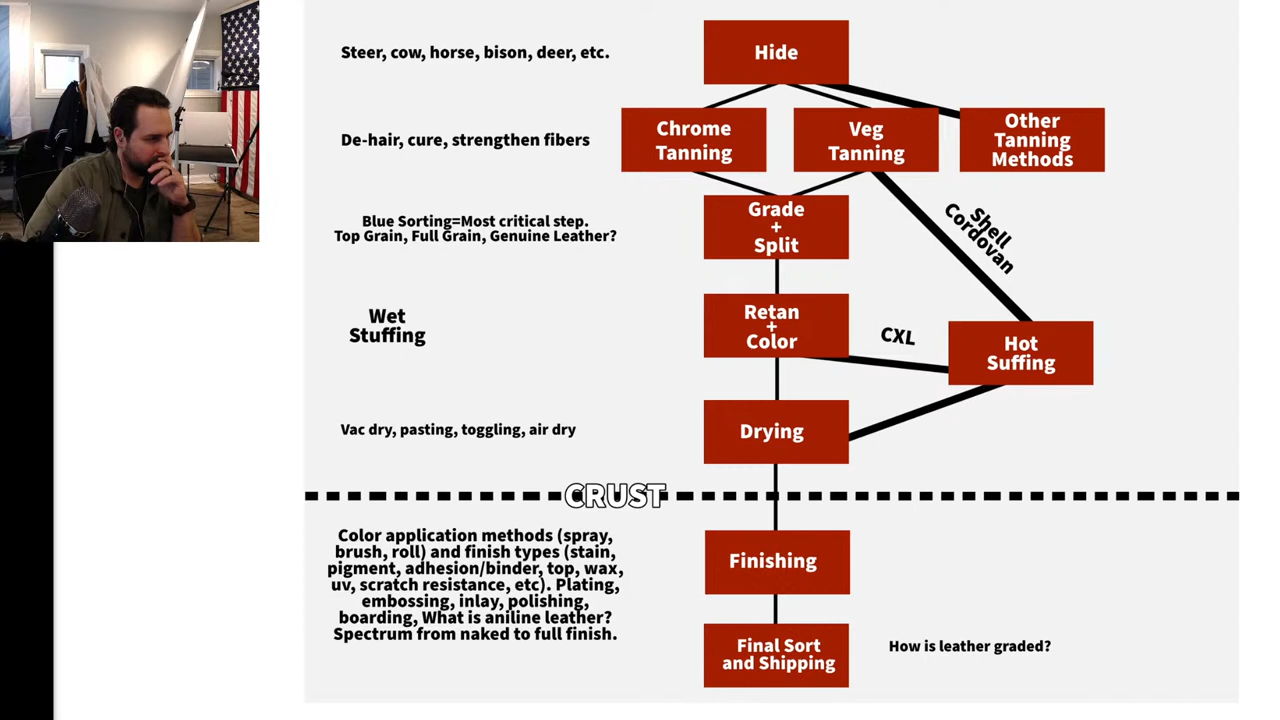 Steer, cow, horse, bison, deer, etc.
Hide
De-hair, cure, strengthen fibers
Chrome
Tanning
Veg
Tanning
Other
Tanning
Methods
Blue Sorting=Most critical step.
Top Grain, Full Grain, Genuine Leather?
Grade
+
Split
Shell
Cordovan
Wet
Stuffing
Retan
+
Color
CXL
Hot
Suffing
Vac dry, pasting, toggling, air dry
Drying
CRUST
Color application methods (spray,
brush, roll) and finish types (stain,
pigment, adhesion/binder, top, wax,
uv, scratch resistance, etc). Plating,
embossing, inlay, polishing,
boarding, What is aniline leather?
Spectrum from naked to full finish.
Finishing
Final Sort
and Shipping
How is leather graded?